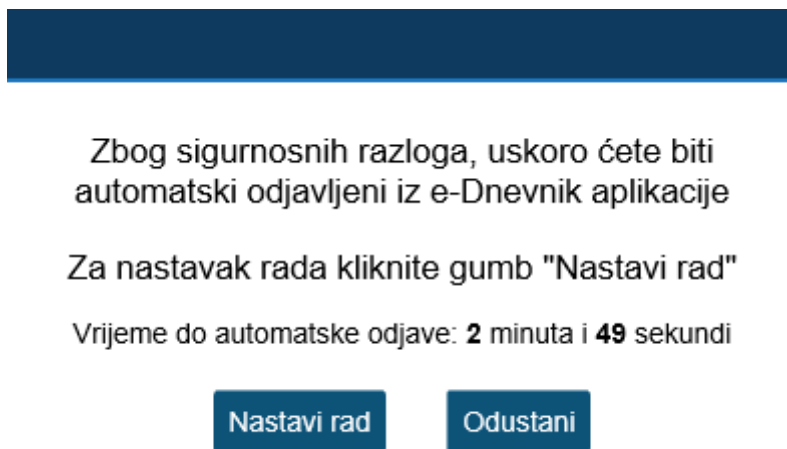 Zbog sigurnosnih razloga, uskoro ćete biti
automatski odjavljeni iz e-Dnevnik aplikacije
Za nastavak rada kliknite gumb "Nastavi rad"
Vrijeme do automatske odjave: 2 minuta i 49 sekundi
Nastavi rad Odustani